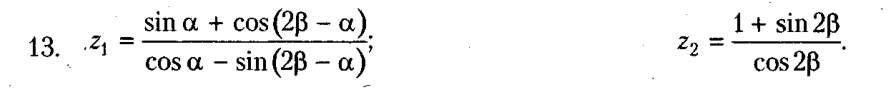 13. z₁ = (sin α + cos(2β − α))/(cos α − sin(2β − α)); z₂ = (1 + sin 2β)/(cos 2β).